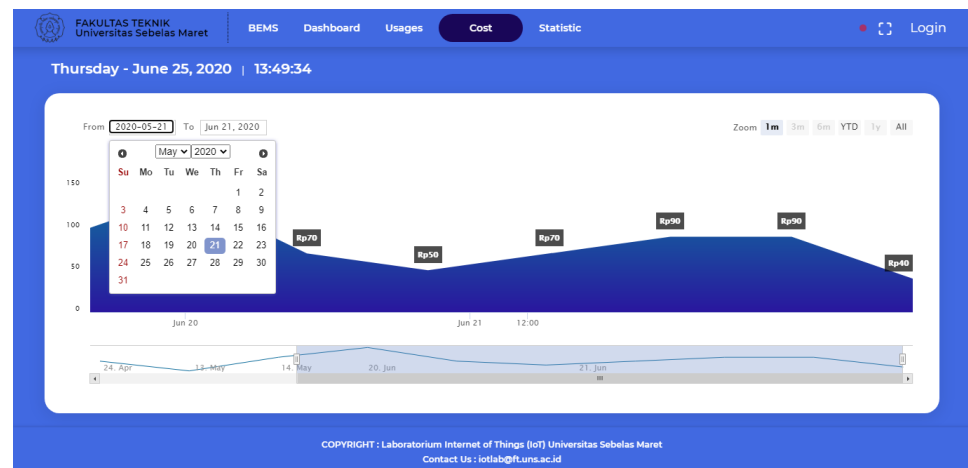 FAKULTAS TEKNIK
Universitas Sebelas Maret
BEMS Dashboard Usages Cost Statistic
Login
Thursday - June 25, 2020 | 13:49:34
From 2020-05-21 To Jun 21, 2020
Zoom 1m 3m 6m YTD 1y All
May 2020
Su Mo Tu We Th Fr Sa
1 2
3 4 5 6 7 8 9
10 11 12 13 14 15 16
17 18 19 20 21 22 23
24 25 26 27 28 29 30
31
150
100
50
0
Rp70
Rp50
Rp70
Rp90
Rp90
Rp40
Jun 20 Jun 21 12:00
24. Apr 13. May 14. May 20. Jun 21. Jun
COPYRIGHT : Laboratorium Internet of Things (IoT) Universitas Sebelas Maret
Contact Us : iotlab@ft.uns.ac.id